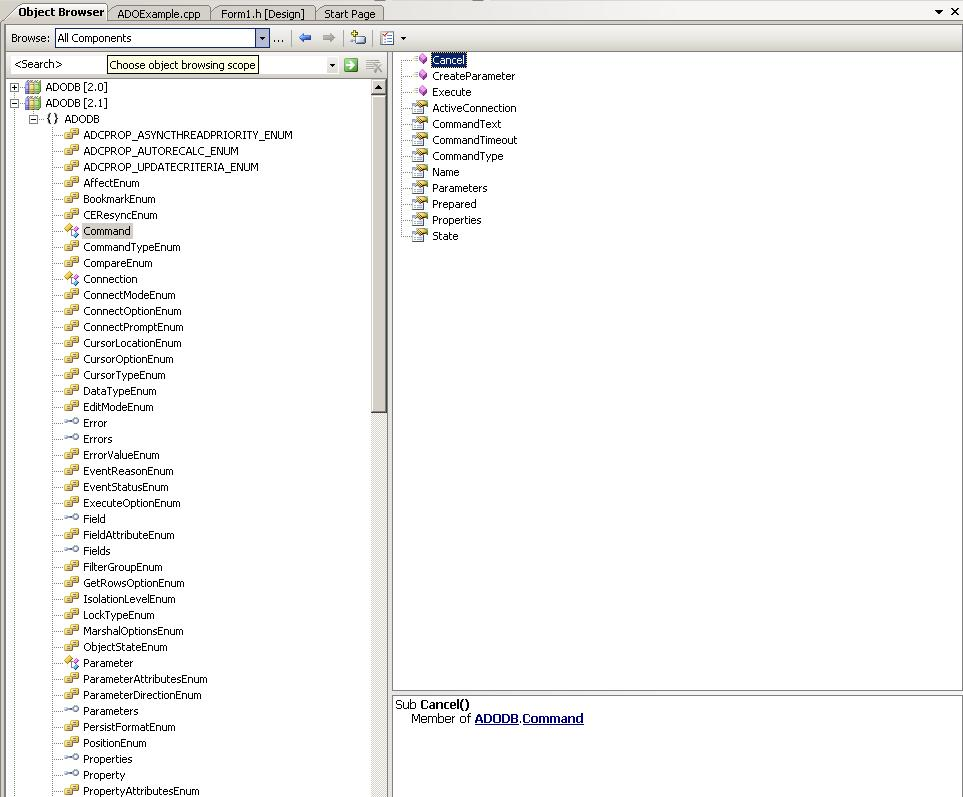 Object Browser ADOExample.cpp Form1.h [Design] Start Page
Browse: All Components ...
<Search> Choose object browsing scope
ADODB [2.0]
ADODB [2.1]
{} ADODB
ADCPROP_ASYNCTHREADPRIORITY_ENUM
ADCPROP_AUTORECALC_ENUM
ADCPROP_UPDATECRITERIA_ENUM
AffectEnum
BookmarkEnum
CEResyncEnum
Command
CommandTypeEnum
CompareEnum
Connection
ConnectModeEnum
ConnectOptionEnum
ConnectPromptEnum
CursorLocationEnum
CursorOptionEnum
CursorTypeEnum
DataTypeEnum
EditModeEnum
Error
Errors
ErrorValueEnum
EventReasonEnum
EventStatusEnum
ExecuteOptionEnum
Field
FieldAttributeEnum
Fields
FilterGroupEnum
GetRowsOptionEnum
IsolationLevelEnum
LockTypeEnum
MarshalOptionsEnum
ObjectStateEnum
Parameter
ParameterAttributesEnum
ParameterDirectionEnum
Parameters
PersistFormatEnum
PositionEnum
Properties
Property
PropertyAttributesEnum
Cancel
CreateParameter
Execute
ActiveConnection
CommandText
CommandTimeout
CommandType
Name
Parameters
Prepared
Properties
State
Sub Cancel()
Member of ADODB.Command